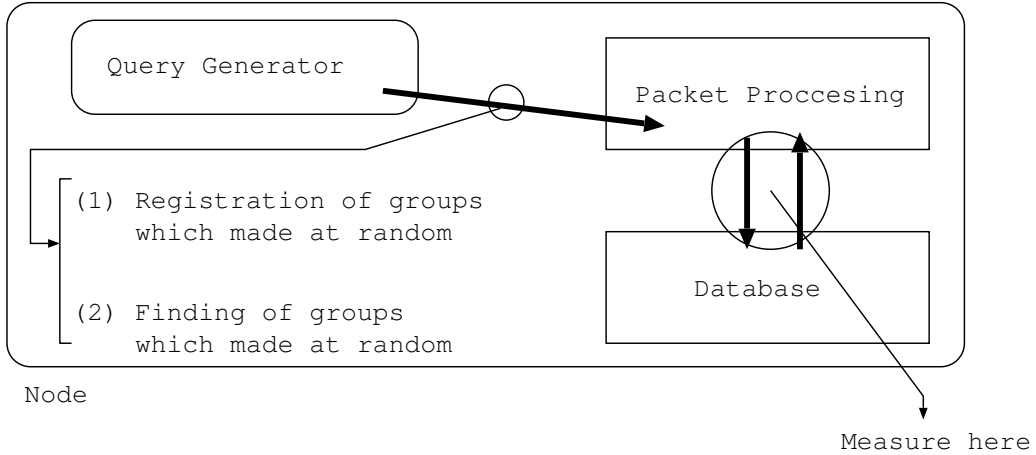 Query Generator
Packet Proccesing
(1) Registration of groups
which made at random
(2) Finding of groups
which made at random
Database
Node
Measure here